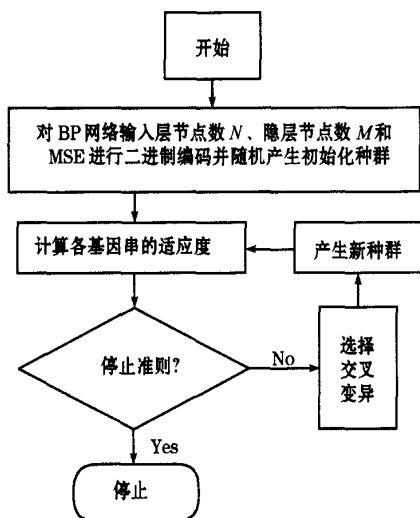 开始
对 BP 网络输入层节点数 N、隐层节点数 M 和
MSE 进行二进制编码并随机产生初始化种群
计算各基因串的适应度
产生新种群
停止准则?
No
选择
交叉
变异
Yes
停止